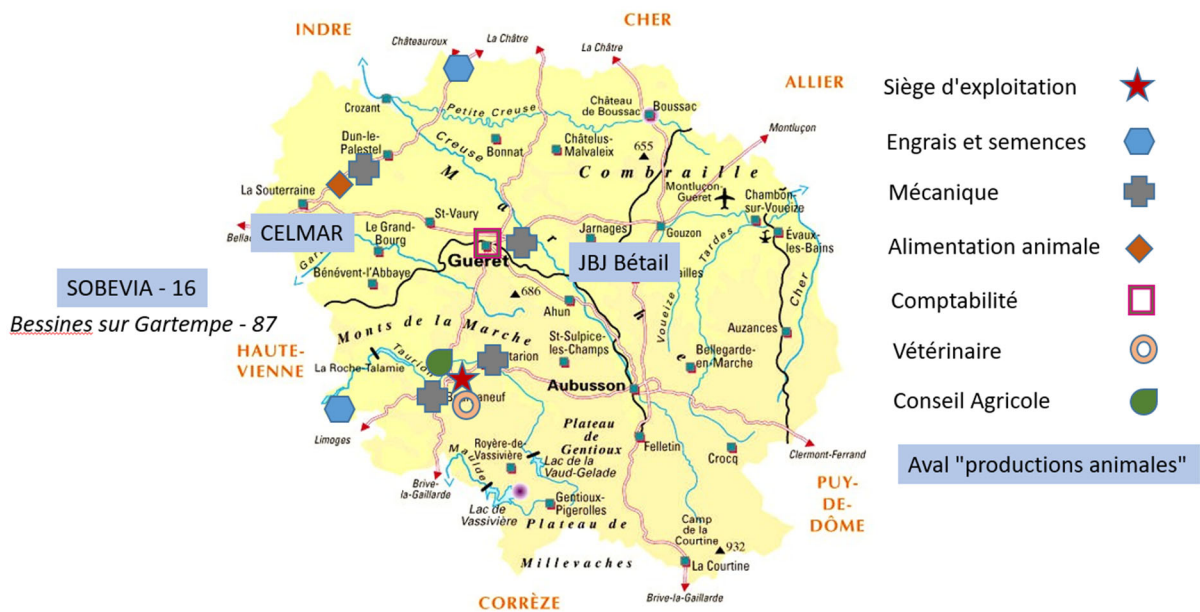 INDRE
CHER
Châteauroux
La Châtre
La Châtre
ALLIER
Siège d'exploitation
Engrais et semences
Mécanique
Alimentation animale
Comptabilité
Vétérinaire
Conseil Agricole
Aval "productions animales"
Crozant
Petite Creuse
Château
de Boussac
Boussac
Montluçon
Dun-le-
Palestel
Creuse
Bonnat
Châtelus-
Malvaleix
655
Combraille
La Souterraine
Marche
Montluçon-
Guéret
Chambon-
sur-Voueize
St-Vaury
CELMAR
Le Grand-
Bourg
Guéret
Jarnages
Gouzon
Tardes
Évaux-
les-Bains
JBJ Bétail
Bénévent-l'Abbaye
SOBEVIA - 16
Bessines sur Gartempe - 87
686
Ahun
Voueize
Cher
Auzances
Monts de la Marche
St-Sulpice-
les-Champs
Bellegarde-
en-Marche
HAUTE-
VIENNE
La Roche-Talamie
Taurion
Aubusson
Limoges
Plateau
de
Gentioux
Felletin
Crocq
Clermont-Ferrand
Royère-de-
Vassivière
Maulde
Lac de la
Vaud-Gelade
Brive-
la-Gaillarde
Lac de
Vassivière
Gentioux-
Pigerolles
PUY-
DE-
DÔME
Plateau de
Millevaches
Camp
de la
Courtine
932
La Courtine
CORRÈZE
Brive-la-Gaillarde